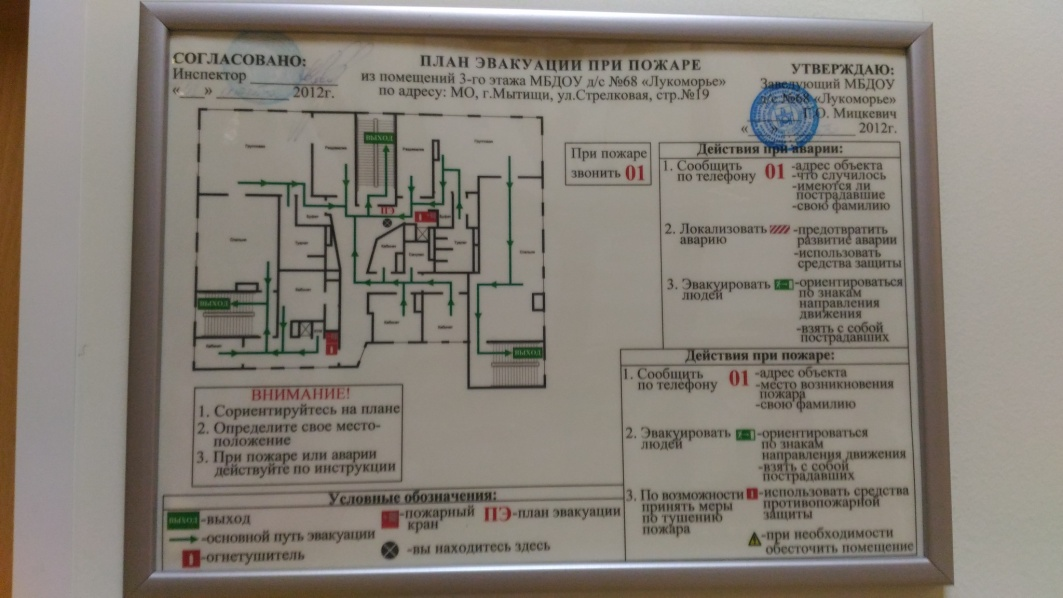 СОГЛАСОВАНО:
Инспектор
« » 2012г.
ПЛАН ЭВАКУАЦИИ ПРИ ПОЖАРЕ
из помещений 3-го этажа МБДОУ д/с №68 «Лукоморье»
по адресу: МО, г.Мытищи, ул.Стрелковая, стр.№19
УТВЕРЖДАЮ:
Заведующий МБДОУ
д/с №68 «Лукоморье»
О. Мицкевич
« » 2012г.
ВЫХОД
ПЭ
ВЫХОД
ВЫХОД
При пожаре
звонить 01
Действия при аварии:
1. Сообщить по телефону 01
-адрес объекта
-что случилось
-имеются ли
пострадавшие
-свою фамилию
2. Локализовать
аварию
-предотвратить
развитие аварии
-использовать
средства защиты
3. Эвакуировать
людей
-ориентироваться
по знакам
направления
движения
-взять с собой
пострадавших
Действия при пожаре:
1. Сообщить
по телефону 01
-адрес объекта
-место возникновения
пожара
-свою фамилию
2. Эвакуировать
людей
-ориентироваться
по знакам
направления движения
-взять с собой
пострадавших
3. По возможности
принять меры
по тушению
пожара
-использовать средства
противопожарной
защиты
-при необходимости
обесточить помещение
ВНИМАНИЕ!
1. Сориентируйтесь на плане
2. Определите свое место-
положение
3. При пожаре или аварии
действуйте по инструкции
Условные обозначения:
ВЫХОД -выход
-основной путь эвакуации
-огнетушитель
-пожарный
кран
-вы находитесь здесь
ПЭ -план эвакуации